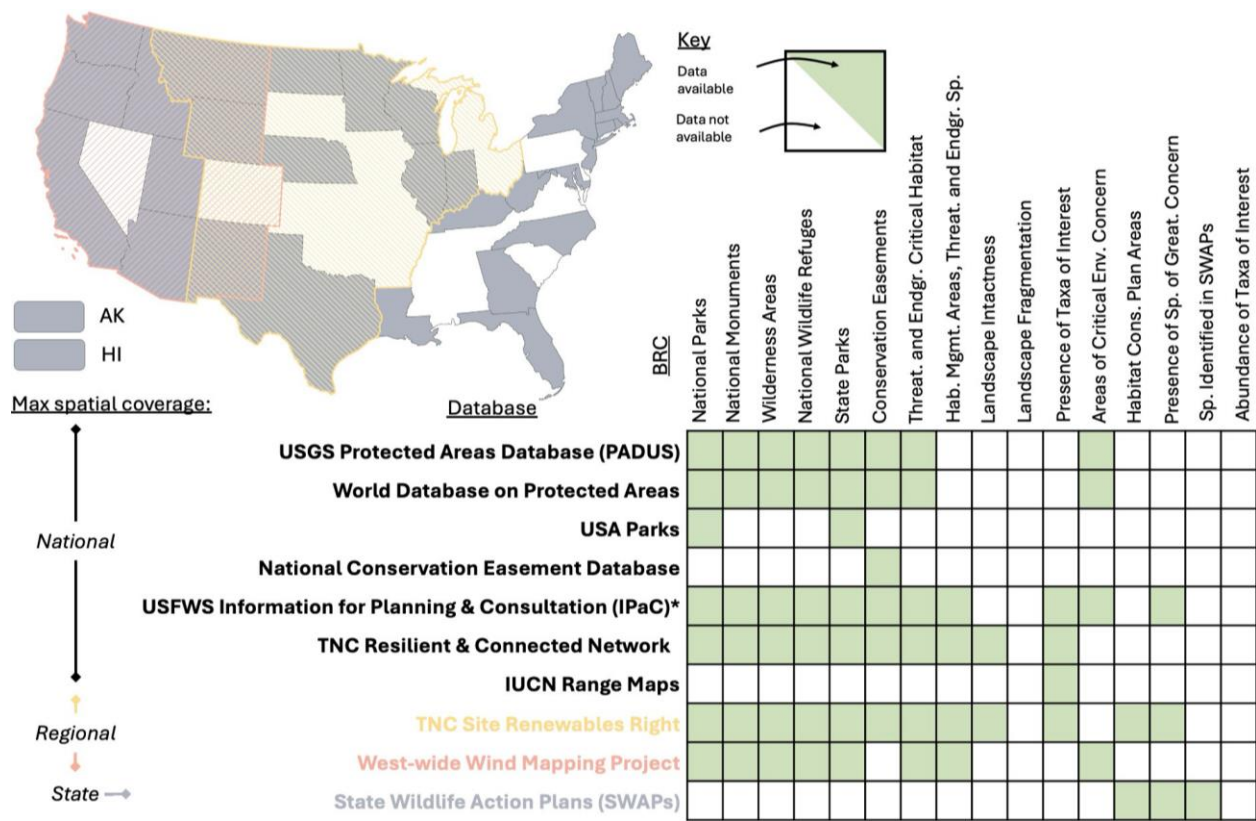 Key
Data
available
Data not
available
AK
HI
Max spatial coverage:
Database
BRC
National Parks
National Monuments
Wilderness Areas
National Wildlife Refuges
State Parks
Conservation Easements
Threat. and Endgr. Critical Habitat
Hab. Mgmt. Areas, Threat. and Endgr. Sp.
Landscape Intactness
Landscape Fragmentation
Presence of Taxa of Interest
Areas of Critical Env. Concern
Habitat Cons. Plan Areas
Presence of Sp. of Great. Concern
Sp. Identified in SWAPs
Abundance of Taxa of Interest
National
Regional
State
USGS Protected Areas Database (PADUS)
World Database on Protected Areas
USA Parks
National Conservation Easement Database
USFWS Information for Planning & Consultation (IPaC)*
TNC Resilient & Connected Network
IUCN Range Maps
TNC Site Renewables Right
West-wide Wind Mapping Project
State Wildlife Action Plans (SWAPs)